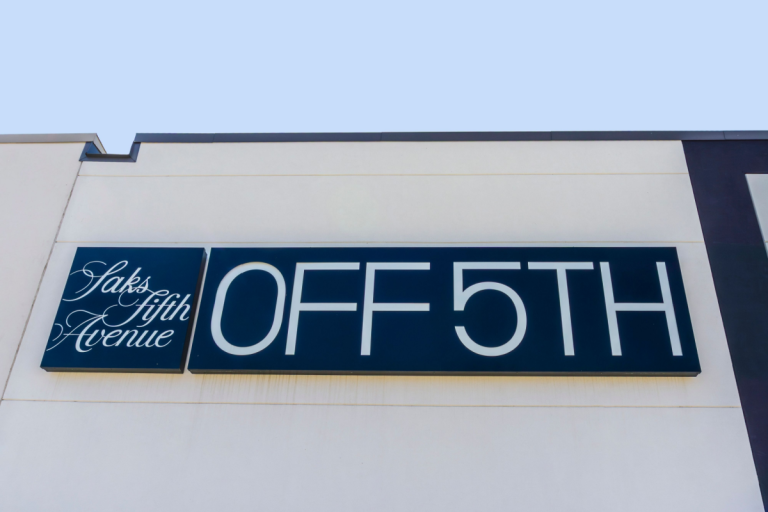 Saks
fifth
Avenue
OFF 5TH